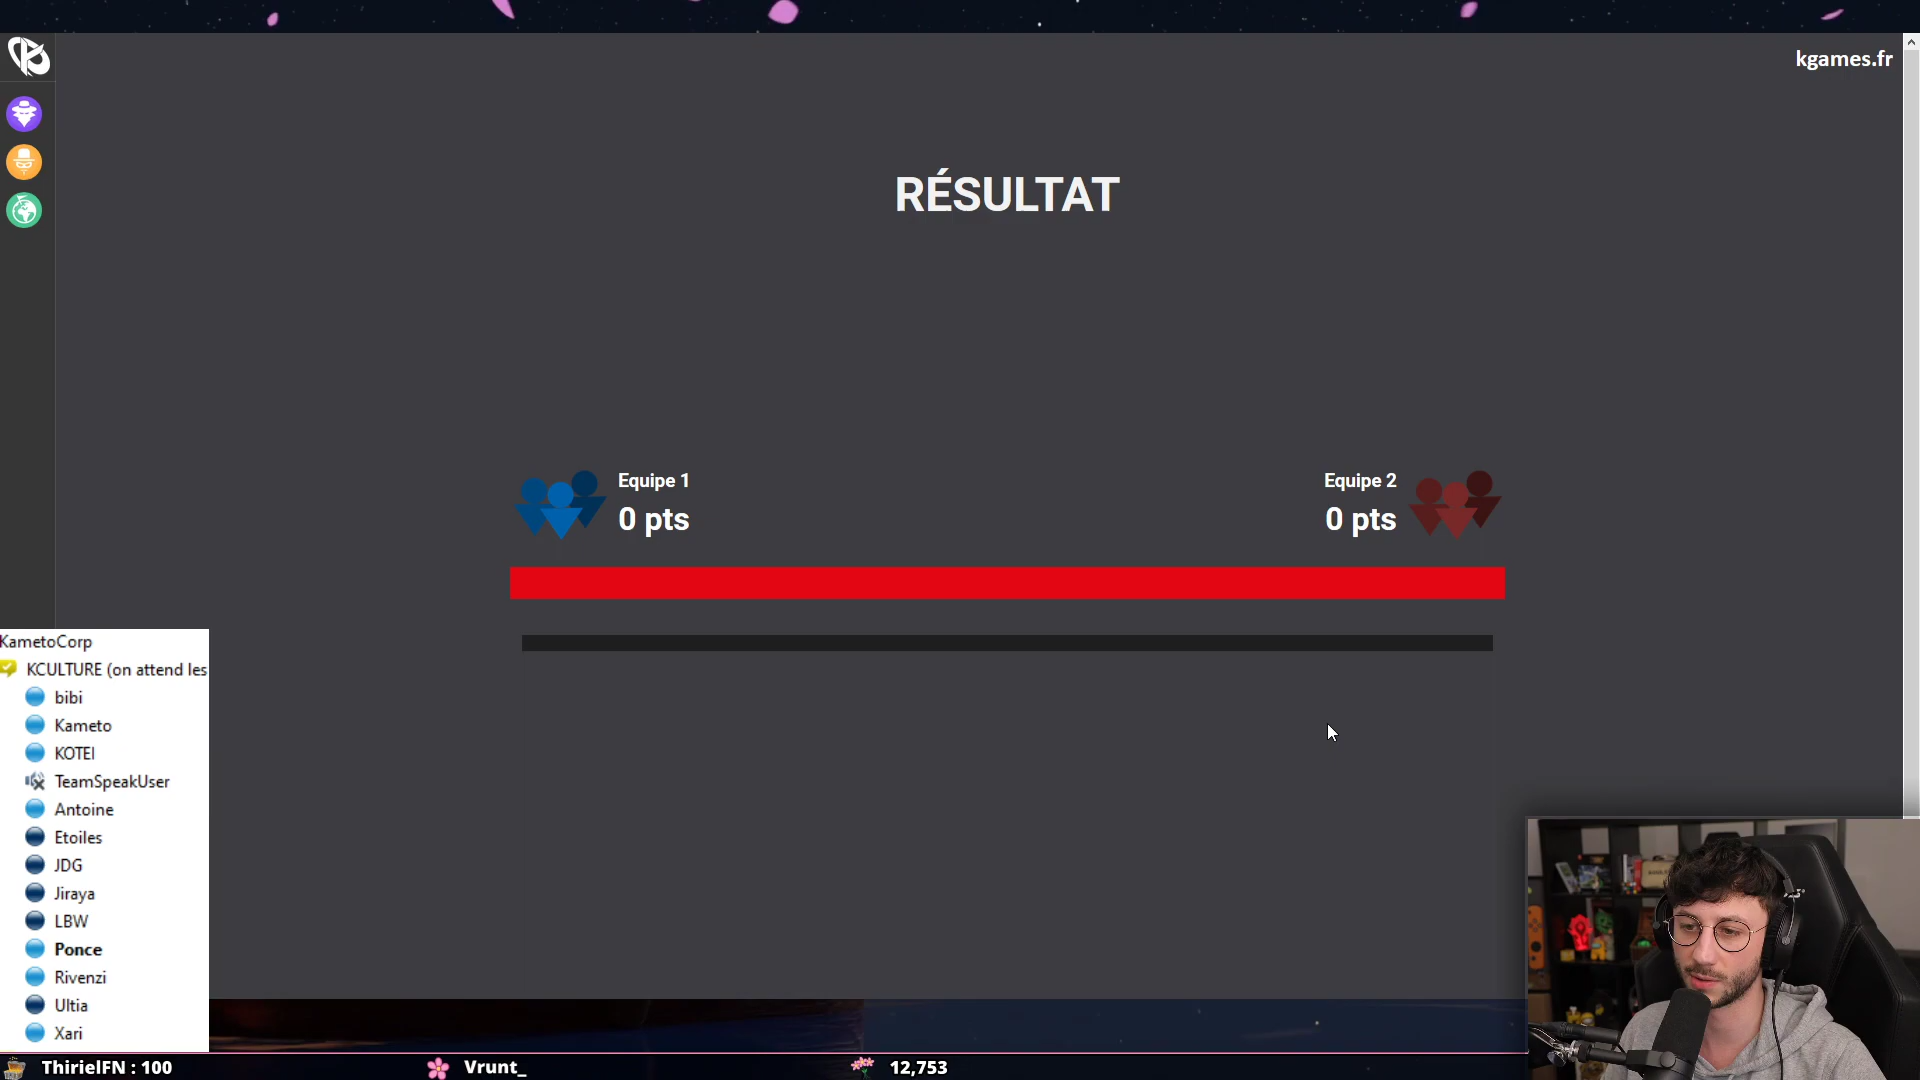 kgames.fr
RÉSULTAT
Equipe 1
0 pts
Equipe 2
0 pts
KametoCorp
KCULTURE (on attend les
bibi
Kameto
KOTEI
TeamSpeakUser
Antoine
Etoiles
JDG
Jiraya
LBW
Ponce
Rivenzi
Ultia
Xari
ThirielFN : 100
Vrunt_
12,753